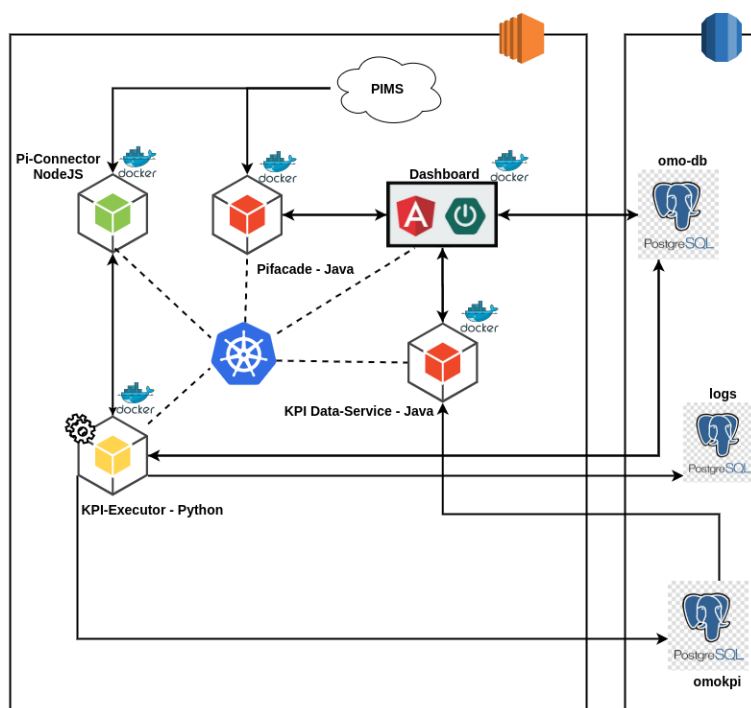 PIMS
Pi-Connector
NodeJS
docker
docker
Dashboard
docker
omo-db
PostgreSQL
Pifacade - Java
docker
KPI Data-Service - Java
docker
logs
PostgreSQL
KPI-Executor - Python
PostgreSQL
omokpi